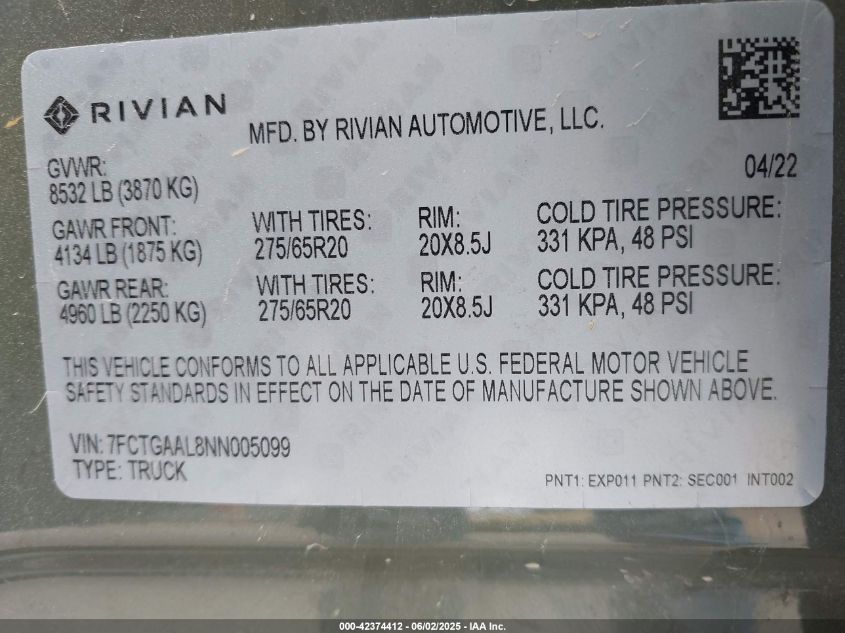 RIVIAN
MFD. BY RIVIAN AUTOMOTIVE, LLC.
GVWR: 04/22
8532 LB (3870 KG)
GAWR FRONT: WITH TIRES: RIM: COLD TIRE PRESSURE:
4134 LB (1875 KG) 275/65R20 20X8.5J 331 KPA, 48 PSI
GAWR REAR: WITH TIRES: RIM: COLD TIRE PRESSURE:
4960 LB (2250 KG) 275/65R20 20X8.5J 331 KPA, 48 PSI
THIS VEHICLE CONFORMS TO ALL APPLICABLE U.S. FEDERAL MOTOR VEHICLE
SAFETY STANDARDS IN EFFECT ON THE DATE OF MANUFACTURE SHOWN ABOVE.
VIN: 7FCTGAAL8NN005099
TYPE: TRUCK
PNT1: EXP011 PNT2: SEC001 INT002
000-42374412 - 06/02/2025 - IAA Inc.